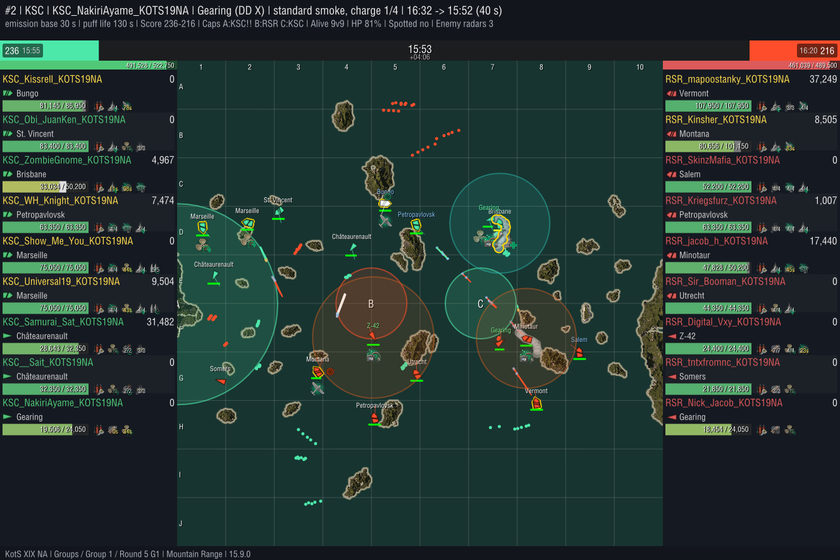 #2 | KSC | KSC_NakiriAyame_KOTS19NA | Gearing (DD X) | standard smoke, charge 1/4 | 16:32 -> 15:52 (40 s)
emission base 30 s | puff life 130 s | Score 236-216 | Caps A:KSC!! B:RSR C:KSC | Alive 9v9 | HP 81% | Spotted no | Enemy radars 3
236 15:55
15:53
+04:06
16:20 216
KSC_Kissrell_KOTS19NA 0
Bungo
KSC_Obi_JuanKen_KOTS19NA 0
St. Vincent
KSC_ZombieGnome_KOTS19NA 4,967
Brisbane
KSC_WH_Knight_KOTS19NA 7,474
Petropavlovsk
KSC_Show_Me_You_KOTS19NA 0
Marseille
KSC_Universal19_KOTS19NA 9,504
Marseille
KSC_Samurai_Sat_KOTS19NA 31,482
Châteaurenault
KSC__Sait_KOTS19NA 0
Châteaurenault
KSC_NakiriAyame_KOTS19NA 0
Gearing
1 2 3 4 5 6 7 8 9 10
A
B
C
D
E
F
G
H
I
J
Marseille
Marseille
St. Vincent
Petropavlovsk
Gearing
Brisbane
Châteaurenault
Châteaurenault
B
C
Z-42
Gearing
Minotaur
Salem
Somers
Montana
Utrecht
Vermont
Petropavlovsk
RSR_mapoostanky_KOTS19NA 37,249
Vermont
RSR_Kinsher_KOTS19NA 8,505
Montana
RSR_SkinzMafia_KOTS19NA 0
Salem
RSR_Kriegsfurz_KOTS19NA 1,007
Petropavlovsk
RSR_jacob_h_KOTS19NA 17,440
Minotaur
RSR_Sir_Booman_KOTS19NA 0
Utrecht
RSR_Digital_Vxy_KOTS19NA 0
Z-42
RSR_tntxfromnc_KOTS19NA 0
Somers
RSR_Nick_Jacob_KOTS19NA 0
Gearing
KotS XIX NA | Groups / Group 1 / Round 5 G1 | Mountain Range | 15.9.0